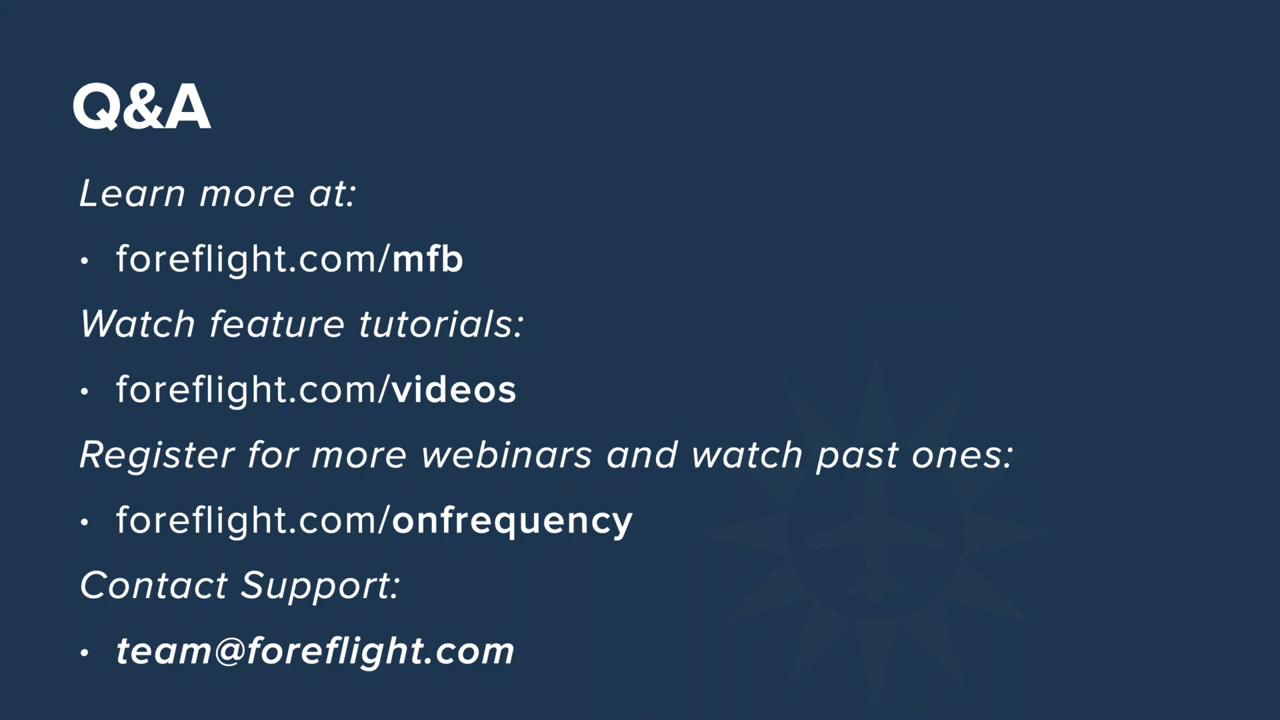 Q&A
Learn more at:
• foreflight.com/mfb
Watch feature tutorials:
• foreflight.com/videos
Register for more webinars and watch past ones:
• foreflight.com/onfrequency
Contact Support:
• team@foreflight.com